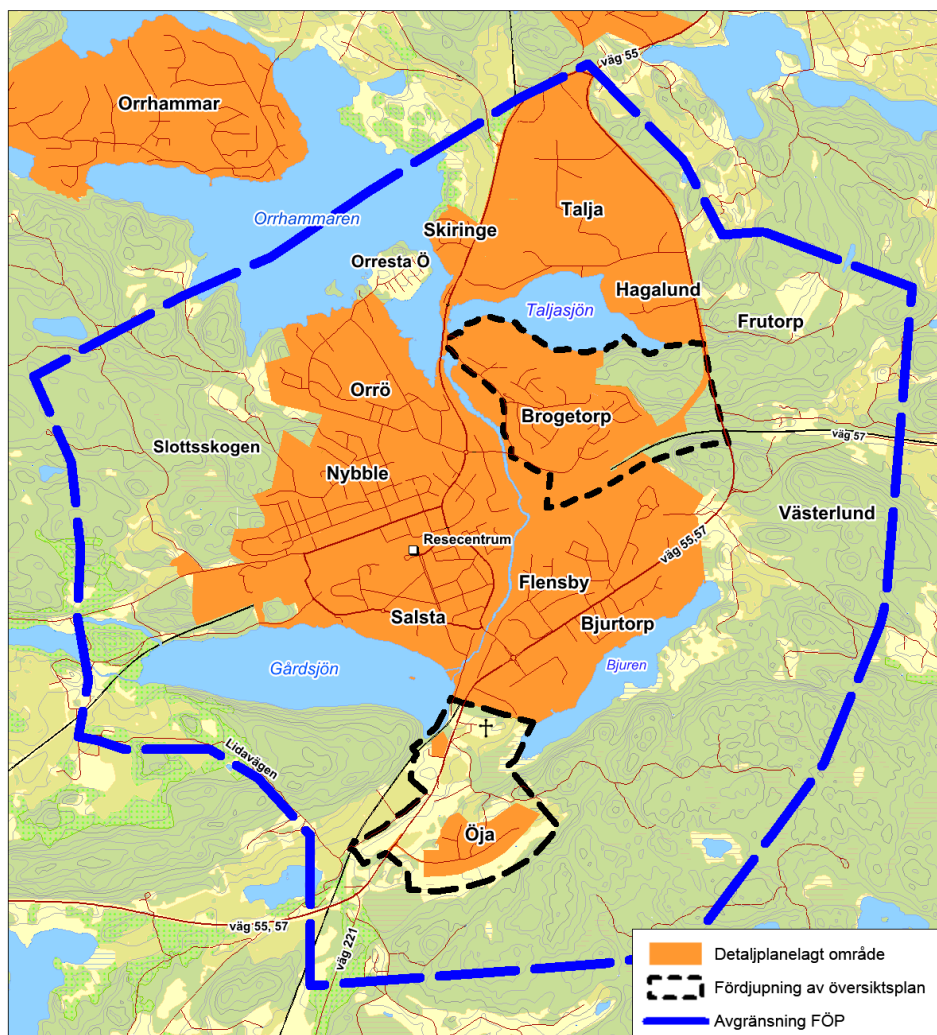 väg 55
Orrhammar
Talja
Orrhammaren
Skiringe
Orresta Ö
Hagalund
Taljasjön
Frutorp
Orrö
Brogetorp
väg 57
Slottsskogen
Nybble
Västerlund
Resecentrum
väg 55,57
Flensby
Salsta
Bjurtorp
Gårdsjön
Bjuren
Lidavägen
Öja
väg 55, 57
väg 221
Detaljplanelagt område
Fördjupning av översiktsplan
Avgränsning FÖP